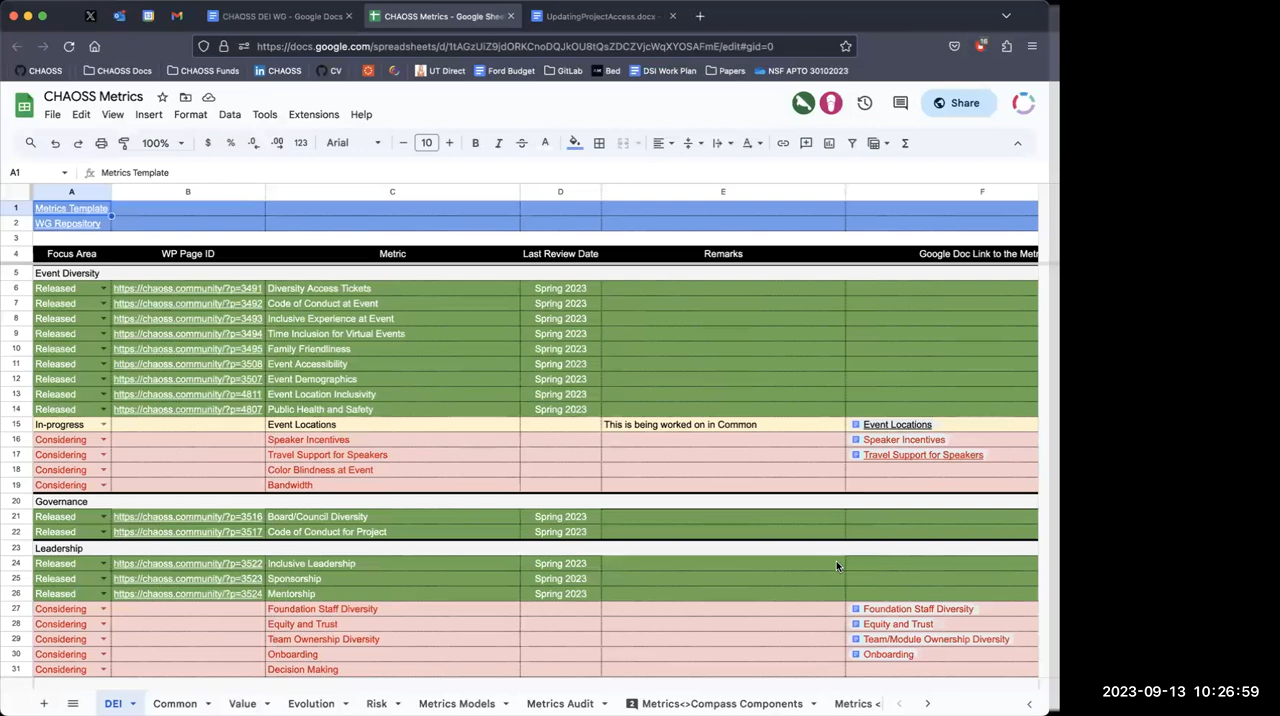 CHAOSS DEI WG - Google Docs
CHAOSS Metrics - Google Shee
UpdatingProjectAccess.docx -
https://docs.google.com/spreadsheets/d/1tAGzUiZ9jdORKCnoDQJkOU8tQsZDCZVjcWqXYOSAFmE/edit#gid=0
16
CHAOSS CHAOSS Docs CHAOSS Funds CHAOSS CV UT Direct Ford Budget GitLab Bed DSI Work Plan Papers NSF APTO 30102023
CHAOSS Metrics
File Edit View Insert Format Data Tools Extensions Help
Share
100% $ % .0 .00 123 Arial 10 B I A
A1 fx Metrics Template
A B C D E F
1 Metrics Template
2 WG Repository
3
4 Focus Area WP Page ID Metric Last Review Date Remarks Google Doc Link to the Metr
5 Event Diversity
6 Released https://chaoss.community/?p=3491 Diversity Access Tickets Spring 2023
7 Released https://chaoss.community/?p=3492 Code of Conduct at Event Spring 2023
8 Released https://chaoss.community/?p=3493 Inclusive Experience at Event Spring 2023
9 Released https://chaoss.community/?p=3494 Time Inclusion for Virtual Events Spring 2023
10 Released https://chaoss.community/?p=3495 Family Friendliness Spring 2023
11 Released https://chaoss.community/?p=3508 Event Accessibility Spring 2023
12 Released https://chaoss.community/?p=3507 Event Demographics Spring 2023
13 Released https://chaoss.community/?p=4811 Event Location Inclusivity Spring 2023
14 Released https://chaoss.community/?p=4807 Public Health and Safety Spring 2023
15 In-progress Event Locations This is being worked on in Common Event Locations
16 Considering Speaker Incentives Speaker Incentives
17 Considering Travel Support for Speakers Travel Support for Speakers
18 Considering Color Blindness at Event
19 Considering Bandwidth
20 Governance
21 Released https://chaoss.community/?p=3516 Board/Council Diversity Spring 2023
22 Released https://chaoss.community/?p=3517 Code of Conduct for Project Spring 2023
23 Leadership
24 Released https://chaoss.community/?p=3522 Inclusive Leadership Spring 2023
25 Released https://chaoss.community/?p=3523 Sponsorship Spring 2023
26 Released https://chaoss.community/?p=3524 Mentorship Spring 2023
27 Considering Foundation Staff Diversity Foundation Staff Diversity
28 Considering Equity and Trust Equity and Trust
29 Considering Team Ownership Diversity Team/Module Ownership Diversity
30 Considering Onboarding Onboarding
31 Considering Decision Making
DEI Common Value Evolution Risk Metrics Models Metrics Audit 2 Metrics<>Compass Components Metrics <
2023-09-13 10:26:59